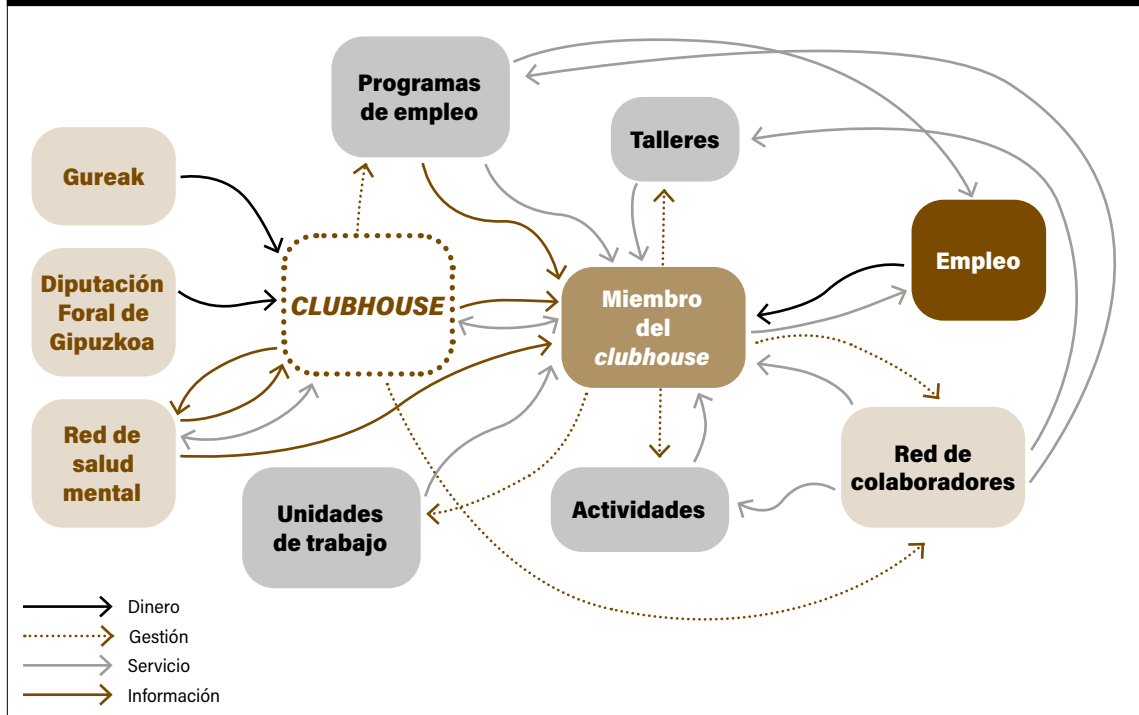 Programas
de empleo
Talleres
Gureak
Empleo
Diputación
Foral de
Gipuzkoa
CLUBHOUSE
Miembro
del
clubhouse
Red de
salud
mental
Red de
colaboradores
Unidades
de trabajo
Actividades
Dinero
Gestión
Servicio
Información